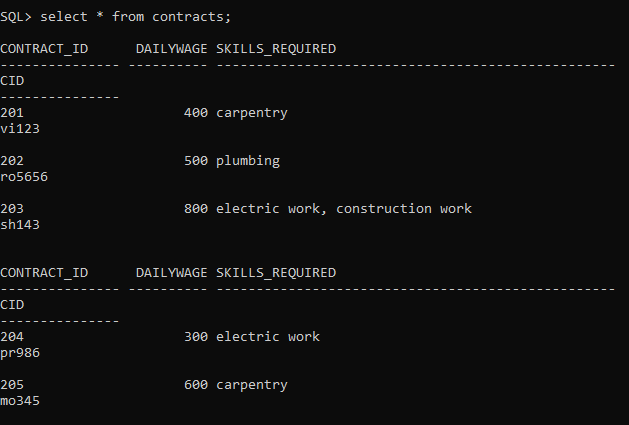 SQL> select * from contracts;
CONTRACT_ID      DAILYWAGE SKILLS_REQUIRED
--------------- ---------- --------------------------------------------------
CID
---------------
201                    400 carpentry
vi123
202                    500 plumbing
ro5656
203                    800 electric work, construction work
sh143
CONTRACT_ID      DAILYWAGE SKILLS_REQUIRED
--------------- ---------- --------------------------------------------------
CID
---------------
204                    300 electric work
pr986
205                    600 carpentry
mo345